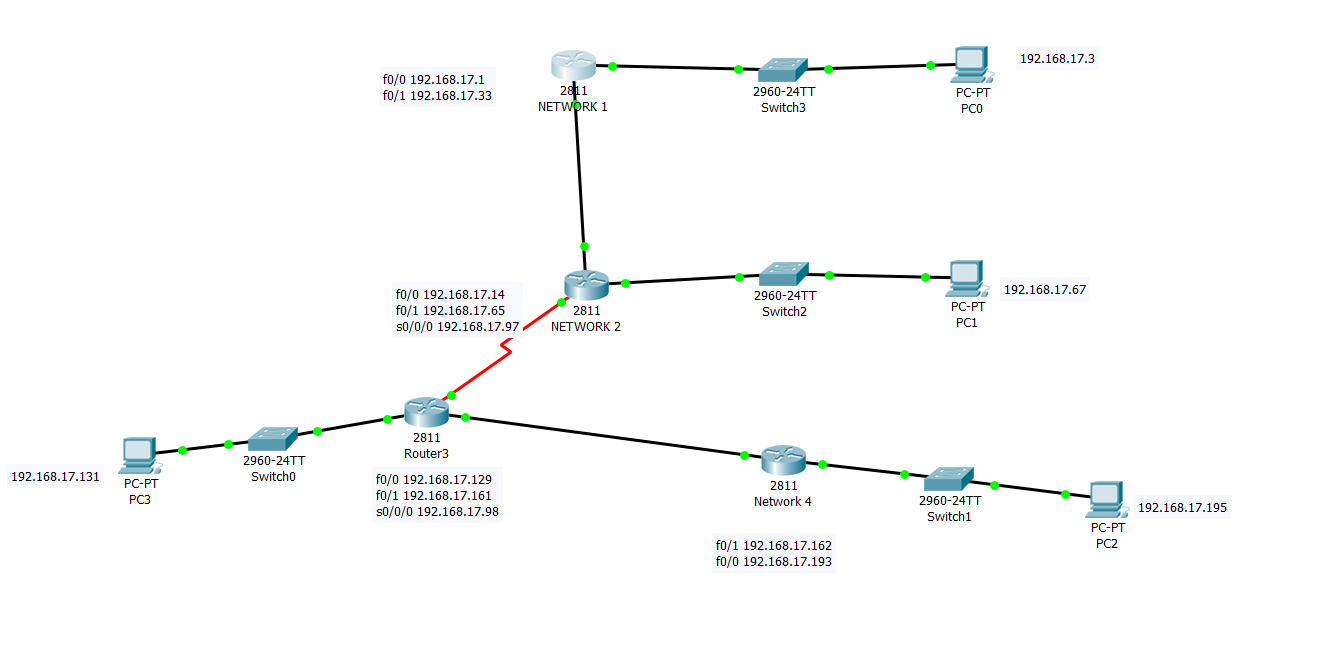 192.168.17.3
f0/0 192.168.17.1
f0/1 192.168.17.33
2811
NETWORK 1
2960-24TT
Switch3
PC-PT
PC0
f0/0 192.168.17.14
f0/1 192.168.17.65
s0/0/0 192.168.17.97
2811
NETWORK 2
2960-24TT
Switch2
PC-PT
PC1
192.168.17.67
192.168.17.131
PC-PT
PC3
2960-24TT
Switch0
2811
Router3
f0/0 192.168.17.129
f0/1 192.168.17.161
s0/0/0 192.168.17.98
2811
Network 4
f0/1 192.168.17.162
f0/0 192.168.17.193
2960-24TT
Switch1
PC-PT
PC2
192.168.17.195